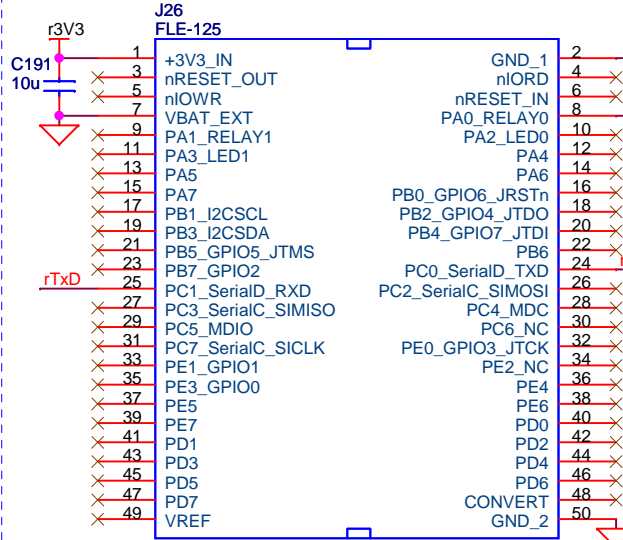 J26
FLE-125
r3V3
C191
10u
1 +3V3_IN GND_1 2
3 nRESET_OUT nIORD 4
5 nIOWR nRESET_IN 6
7 VBAT_EXT PA0_RELAY0 8
9 PA1_RELAY1 PA2_LED0 10
11 PA3_LED1 PA4 12
13 PA5 PA6 14
15 PA7 PB0_GPIO6_JRSTn 16
17 PB1_I2CSCL PB2_GPIO4_JTDO 18
19 PB3_I2CSDA PB4_GPIO7_JTDI 20
21 PB5_GPIO5_JTMS PB6 22
23 PB7_GPIO2 PC0_SerialD_TXD 24
rTxD 25 PC1_SerialD_RXD PC2_SerialC_SIMOSI 26
27 PC3_SerialC_SIMISO PC4_MDC 28
29 PC5_MDIO PC6_NC 30
31 PC7_SerialC_SICLK PE0_GPIO3_JTCK 32
33 PE1_GPIO1 PE2_NC 34
35 PE3_GPIO0 PE4 36
37 PE5 PE6 38
39 PE7 PD0 40
41 PD1 PD2 42
43 PD3 PD4 44
45 PD5 PD6 46
47 PD7 CONVERT 48
49 VREF GND_2 50